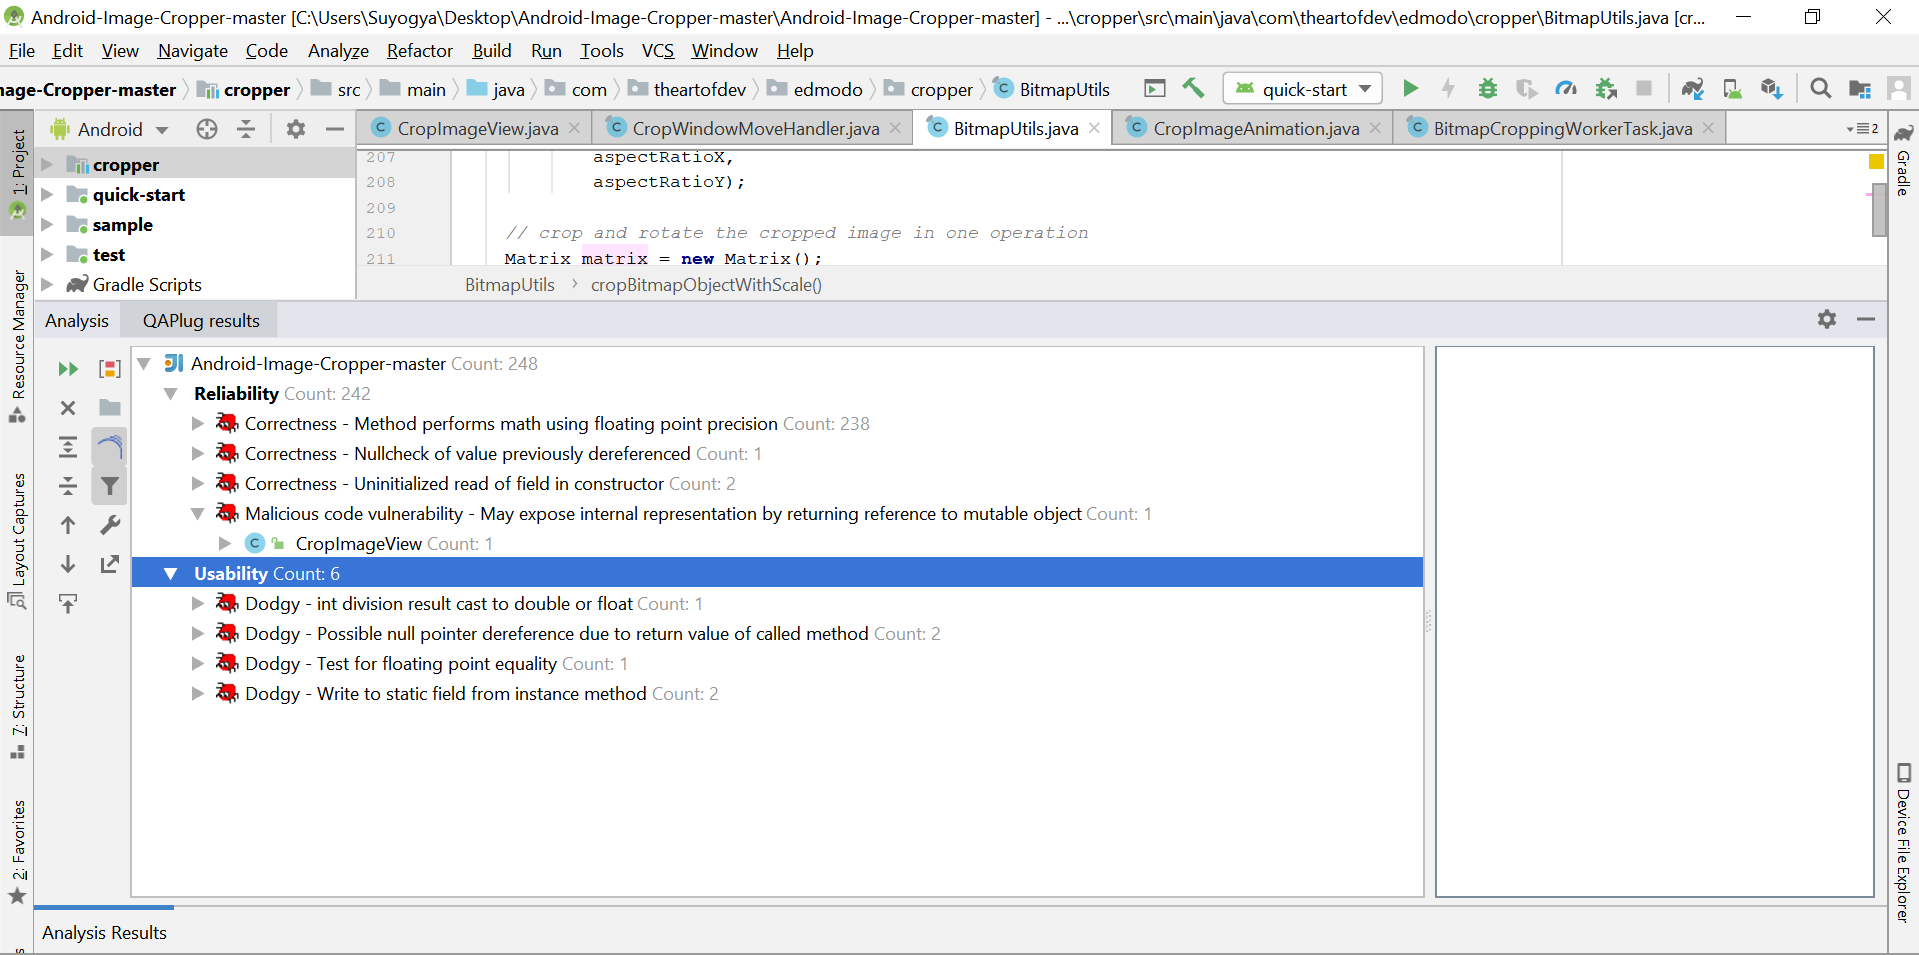 Android-Image-Cropper-master [C:\Users\Suyogya\Desktop\Android-Image-Cropper-master\Android-Image-Cropper-master] - ...\cropper\src\main\java\com\theartofdev\edmodo\cropper\BitmapUtils.java [cr...
File Edit View Navigate Code Analyze Refactor Build Run Tools VCS Window Help
nage-Cropper-master cropper src main java com theartofdev edmodo cropper BitmapUtils quick-start
1: Project
Android
CropImageView.java CropWindowMoveHandler.java BitmapUtils.java CropImageAnimation.java BitmapCroppingWorkerTask.java 2
cropper
quick-start
sample
test
Gradle Scripts
207 aspectRatioX,
208 aspectRatioY);
209
210 // crop and rotate the cropped image in one operation
211 Matrix matrix = new Matrix();
BitmapUtils › cropBitmapObjectWithScale()
Gradle
Resource Manager
Layout Captures
7: Structure
2: Favorites
Analysis QAPlug results
Android-Image-Cropper-master Count: 248
Reliability Count: 242
Correctness - Method performs math using floating point precision Count: 238
Correctness - Nullcheck of value previously dereferenced Count: 1
Correctness - Uninitialized read of field in constructor Count: 2
Malicious code vulnerability - May expose internal representation by returning reference to mutable object Count: 1
C CropImageView Count: 1
Usability Count: 6
Dodgy - int division result cast to double or float Count: 1
Dodgy - Possible null pointer dereference due to return value of called method Count: 2
Dodgy - Test for floating point equality Count: 1
Dodgy - Write to static field from instance method Count: 2
Device File Explorer
Analysis Results